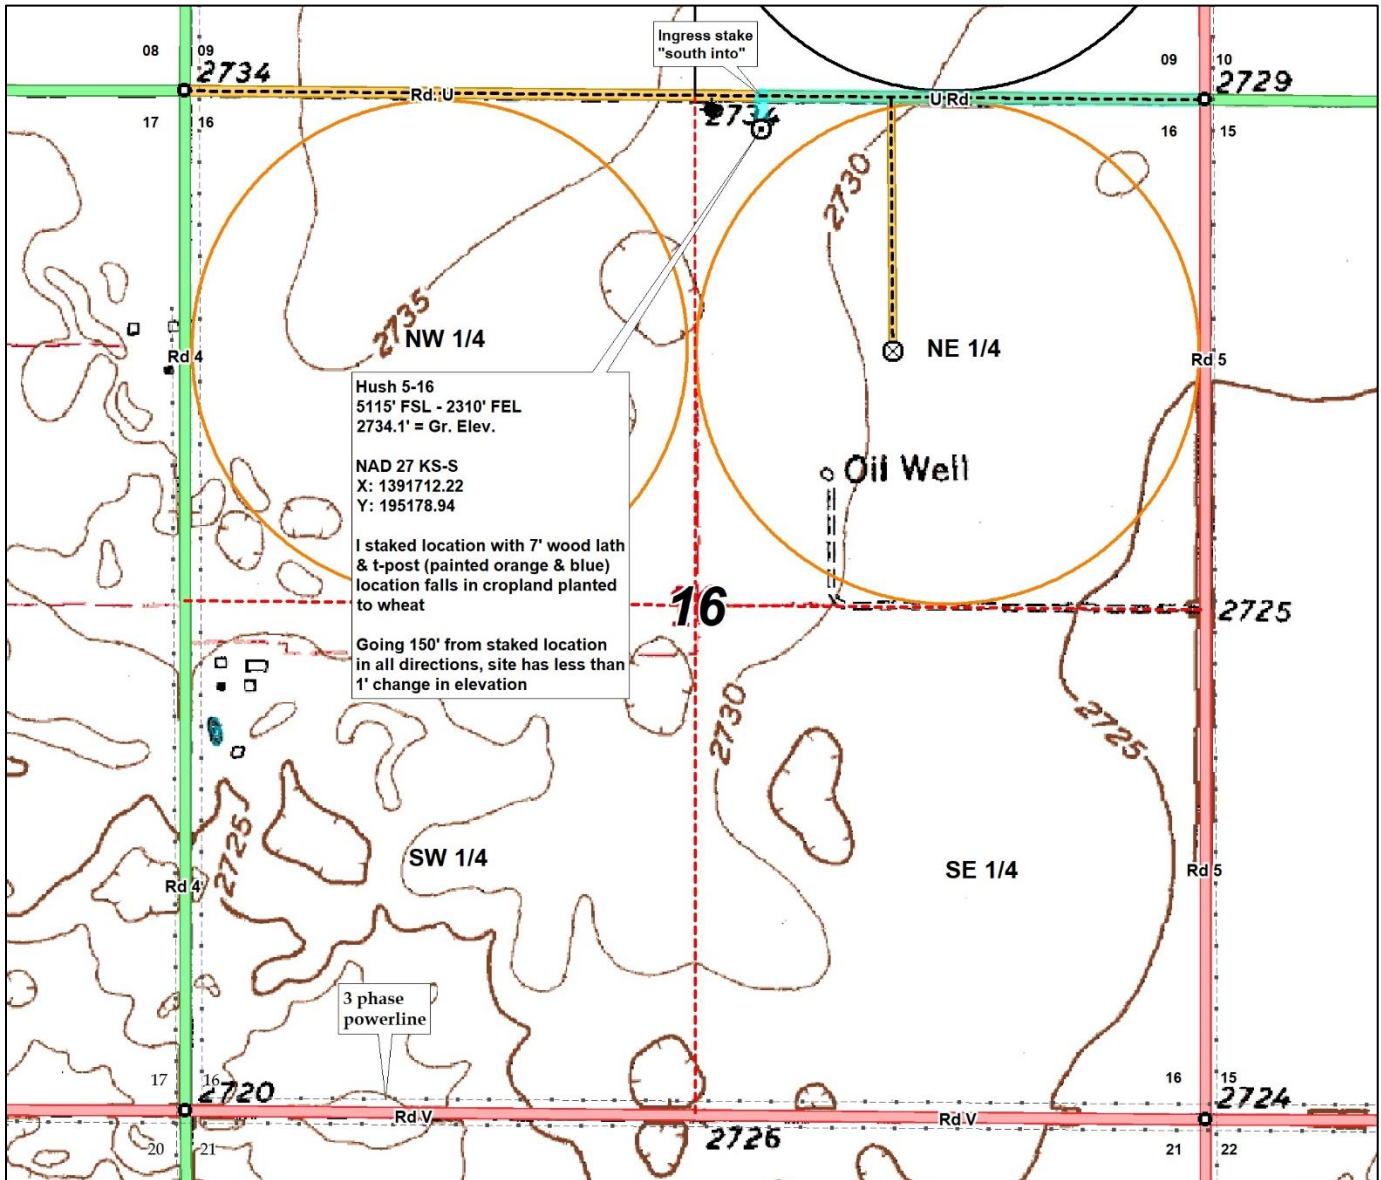 Ingress stake
"south into"
08
09
09
10
2734
2729
Rd. U
U Rd
17
16
2734
16
15
2730
2735
NW 1/4
NE 1/4
Rd 4
Rd 5
Hush 5-16
5115' FSL - 2310' FEL
2734.1' = Gr. Elev.
NAD 27 KS-S
X: 1391712.22
Y: 195178.94
I staked location with 7' wood lath
& t-post (painted orange & blue)
location falls in cropland planted
to wheat
Going 150' from staked location
in all directions, site has less than
1' change in elevation
Oil Well
16
2725
2730
2725
2725
SW 1/4
SE 1/4
Rd 4
Rd 5
3 phase
powerline
17
16
16
15
2720
2724
Rd V
Rd V
2726
20
21
21
22